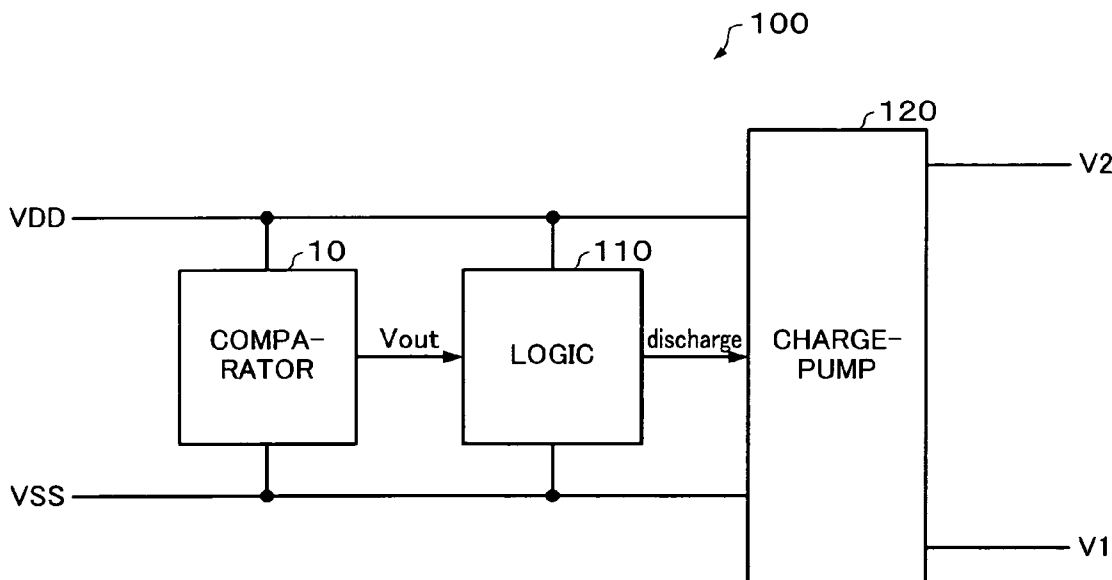 100
120
V2
VDD
10
110
COMPA-
RATOR
Vout
LOGIC
discharge
CHARGE-
PUMP
VSS
V1